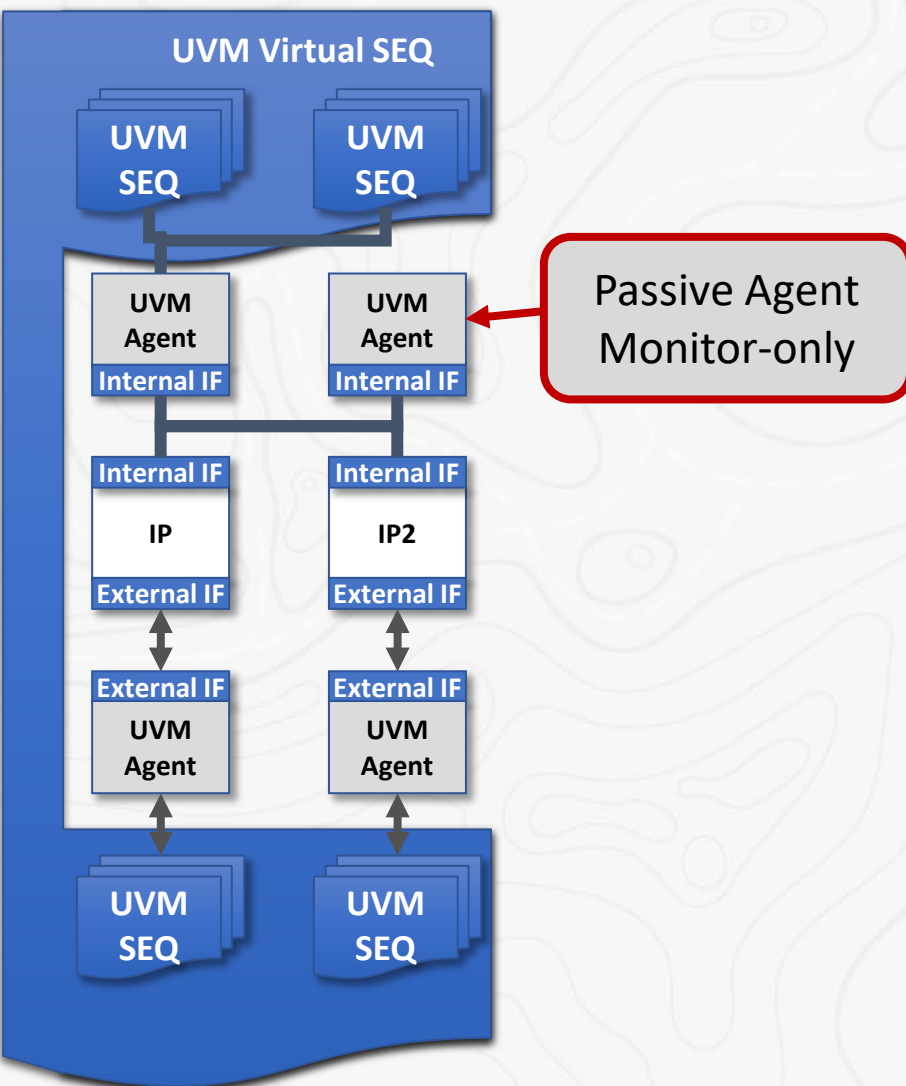 UVM Virtual SEQ
UVM
SEQ
UVM
SEQ
UVM
Agent
Internal IF
UVM
Agent
Internal IF
Passive Agent
Monitor-only
Internal IF
IP
External IF
Internal IF
IP2
External IF
External IF
UVM
Agent
External IF
UVM
Agent
UVM
SEQ
UVM
SEQ